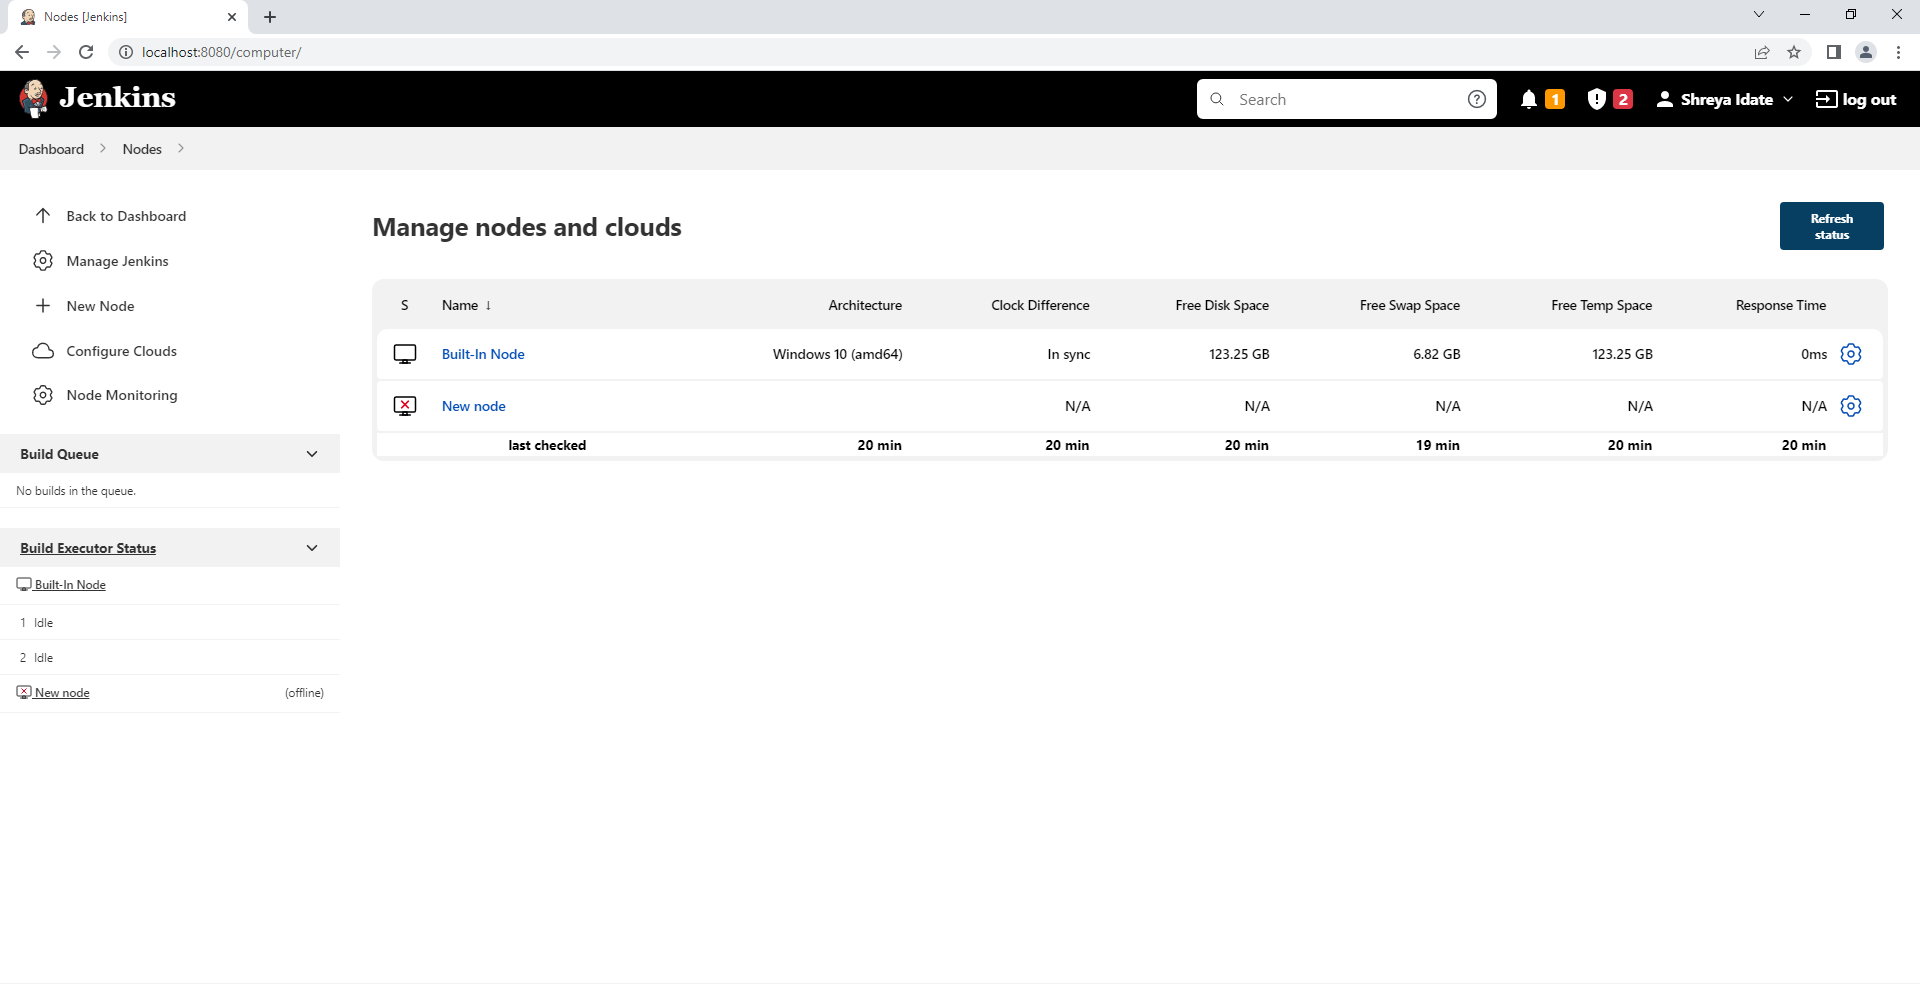 Nodes [Jenkins]
localhost:8080/computer/
Jenkins
Search
1
2
Shreya Idate
log out
Dashboard
Nodes
Back to Dashboard
Manage Jenkins
New Node
Configure Clouds
Node Monitoring
Build Queue
No builds in the queue.
Build Executor Status
Built-In Node
1 Idle
2 Idle
New node (offline)
Manage nodes and clouds
Refresh
status
S Name ↓ Architecture Clock Difference Free Disk Space Free Swap Space Free Temp Space Response Time
Built-In Node Windows 10 (amd64) In sync 123.25 GB 6.82 GB 123.25 GB 0ms
New node N/A N/A N/A N/A N/A
last checked 20 min 20 min 20 min 19 min 20 min 20 min